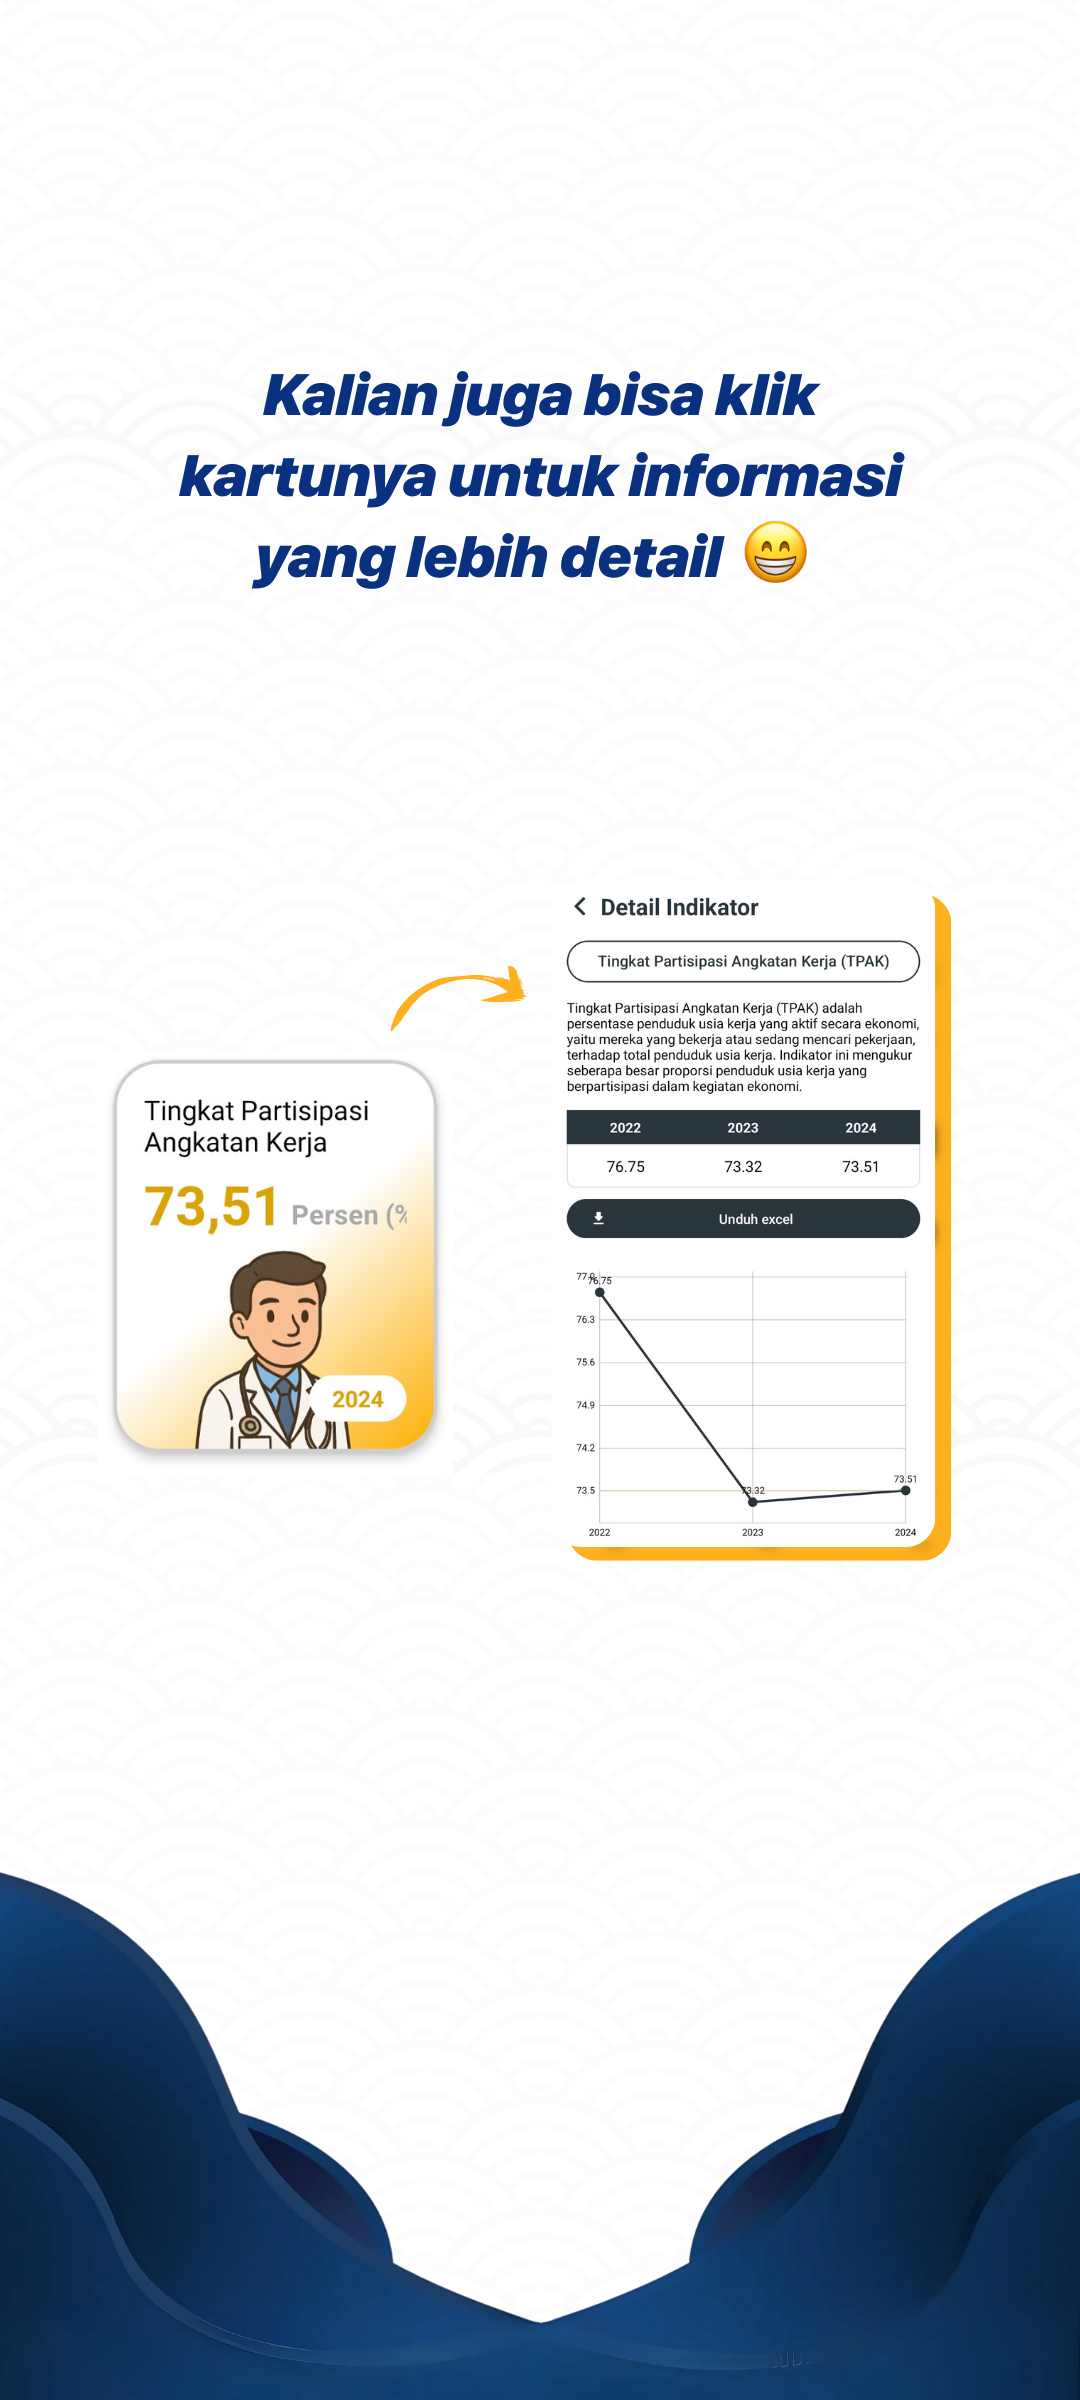 Kalian juga bisa klik
kartunya untuk informasi
yang lebih detail 😁
Tingkat Partisipasi
Angkatan Kerja
73,51 Persen (%
2024
Detail Indikator
Tingkat Partisipasi Angkatan Kerja (TPAK)
Tingkat Partisipasi Angkatan Kerja (TPAK) adalah
persentase penduduk usia kerja yang aktif secara ekonomi,
yaitu mereka yang bekerja atau sedang mencari pekerjaan,
terhadap total penduduk usia kerja. Indikator ini mengukur
seberapa besar proporsi penduduk usia kerja yang
berpartisipasi dalam kegiatan ekonomi.
2022 2023 2024
76.75 73.32 73.51
Unduh excel
77.0
76.75
76.3
75.6
74.9
74.2
73.51
73.5
73.32
2022 2023 2024